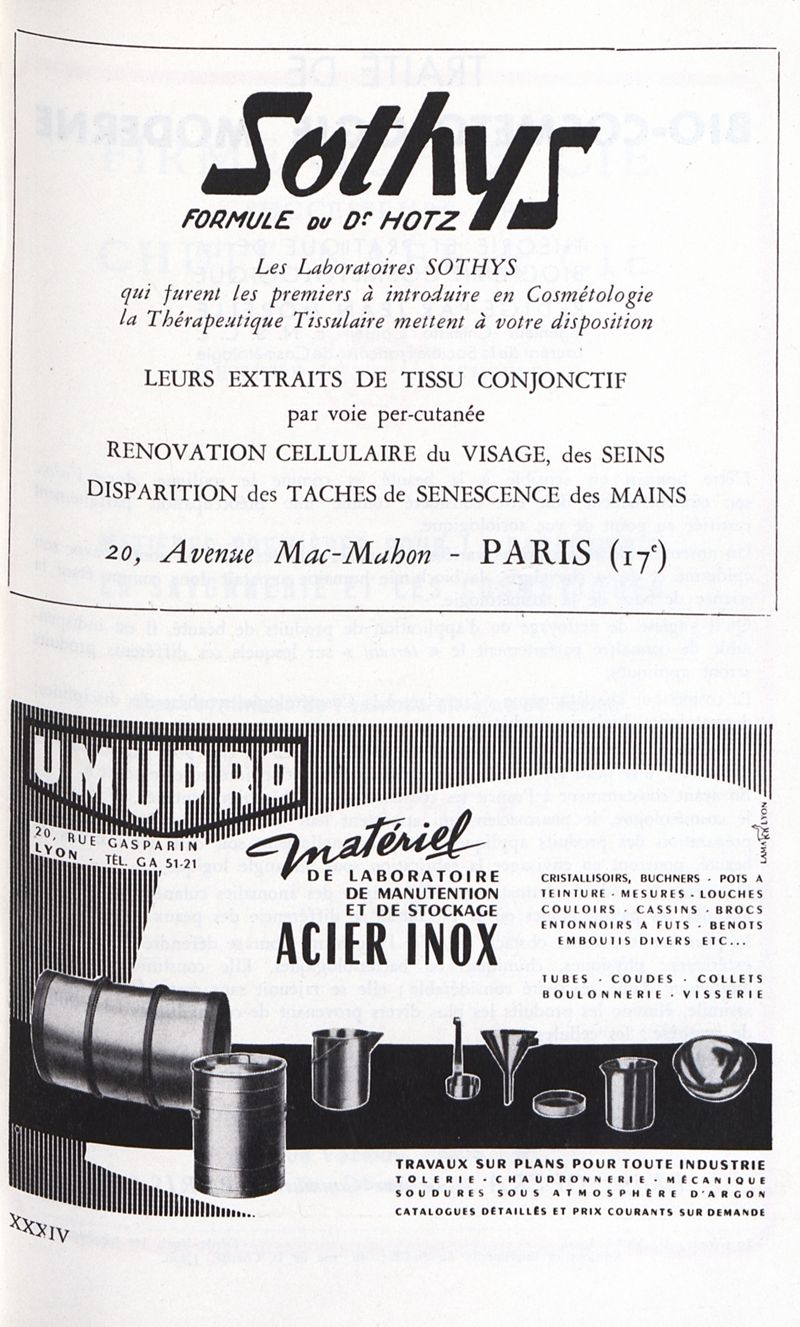 Sothys
FORMULE DU Dr HOTZ
Les Laboratoires SOTHYS
qui furent les premiers à introduire en Cosmétologie
la Thérapeutique Tissulaire mettent à votre disposition
LEURS EXTRAITS DE TISSU CONJONCTIF
par voie per-cutanée
RENOVATION CELLULAIRE du VISAGE, des SEINS
DISPARITION des TACHES de SENESCENCE des MAINS
20, Avenue Mac-Mahon - PARIS (17e)
UMUPRO
20, RUE GASPARIN
LYON - TÉL. GA 51-21
matériel
DE LABORATOIRE
DE MANUTENTION
ET DE STOCKAGE
ACIER INOX
CRISTALLISOIRS, BUCHNERS - POTS A
TEINTURE - MESURES - LOUCHES
COULOIRS - BASSINS - BROCS
ENTONNOIRS A FUTS - BENOTS
EMBOUTIS DIVERS ETC...
TUBES - COUDES - COLLETS
BOULONNERIE - VISSERIE
TRAVAUX SUR PLANS POUR TOUTE INDUSTRIE
TOLERIE - CHAUDRONNERIE - MÉCANIQUE
SOUDURES SOUS ATMOSPHÈRE D'ARGON
CATALOGUES DÉTAILLÉS ET PRIX COURANTS SUR DEMANDE
XXXIV